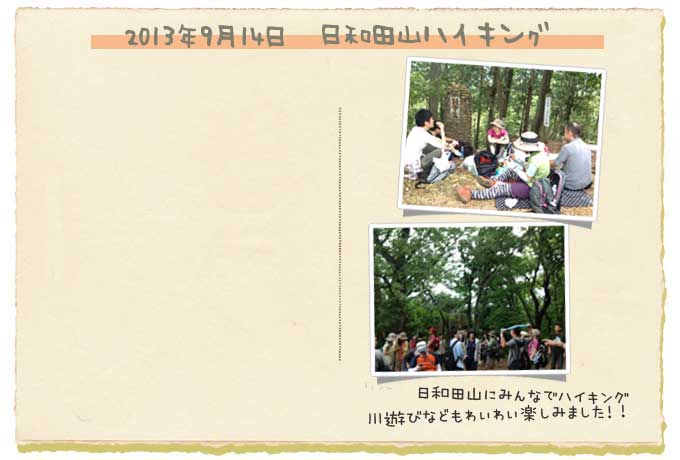 2013年9月14日　日和田山ハイキング
日和田山にみんなでハイキング
川遊びなどもわいわい楽しみました！！